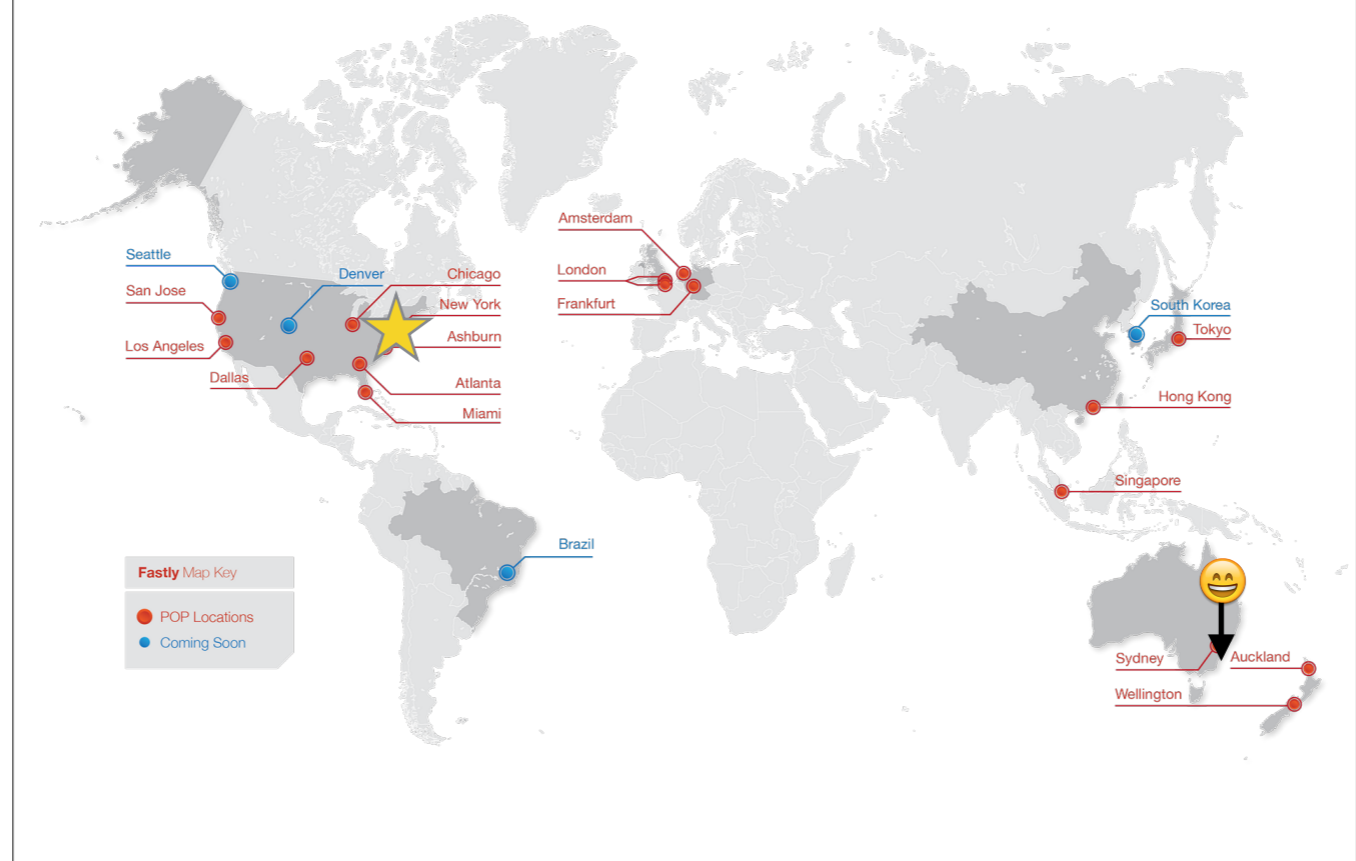 Amsterdam
Seattle
Denver
Chicago
London
San Jose
New York
Frankfurt
South Korea
Tokyo
Los Angeles
Ashburn
Dallas
Atlanta
Hong Kong
Miami
Singapore
Brazil
Fastly Map Key
POP Locations
Coming Soon
Sydney
Auckland
Wellington